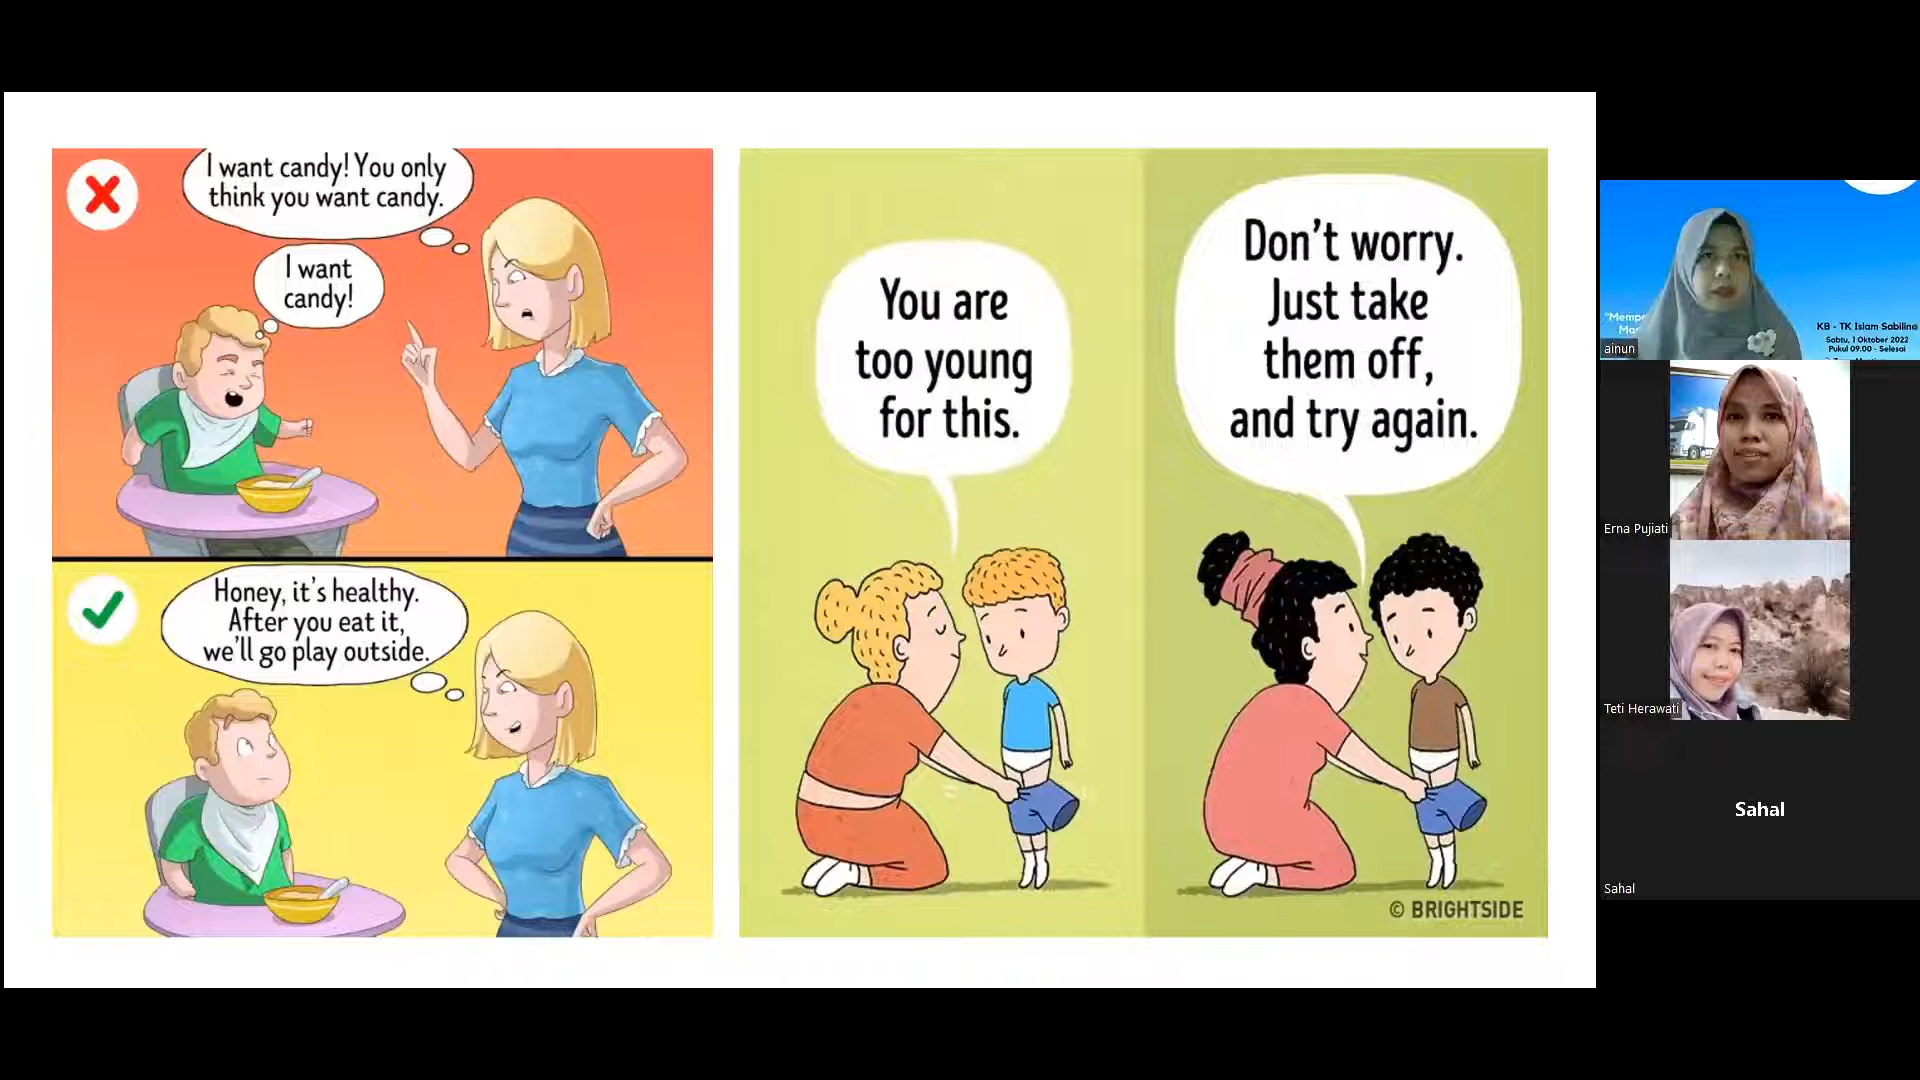 I want candy! You only
think you want candy.
I want
candy!
Honey, it's healthy.
After you eat it,
we'll go play outside.
You are
too young
for this.
Don't worry.
Just take
them off,
and try again.
© BRIGHTSIDE
KB - TK Islam Sabilina
Sabtu, 1 Oktober 2022
Pukul 09.00 - Selesai
ainun
Erna Pujiati
Teti Herawati
Sahal
Sahal